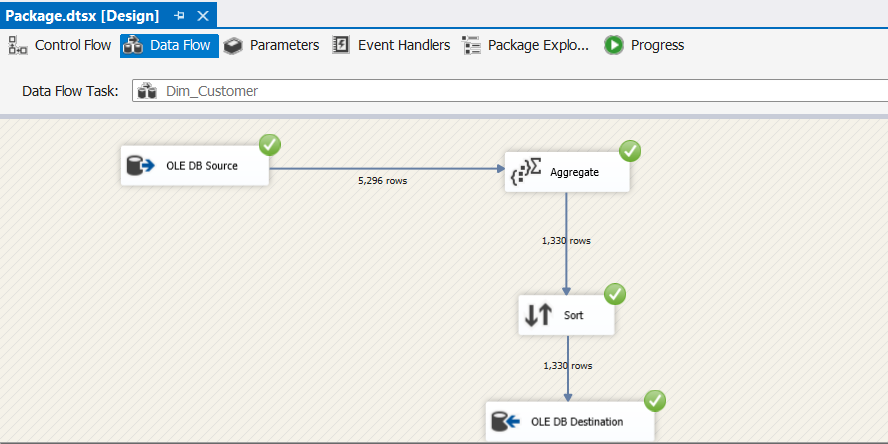 Package.dtsx [Design]
Control Flow Data Flow Parameters Event Handlers Package Explo... Progress
Data Flow Task: Dim_Customer
OLE DB Source
5,296 rows
Aggregate
1,330 rows
Sort
1,330 rows
OLE DB Destination